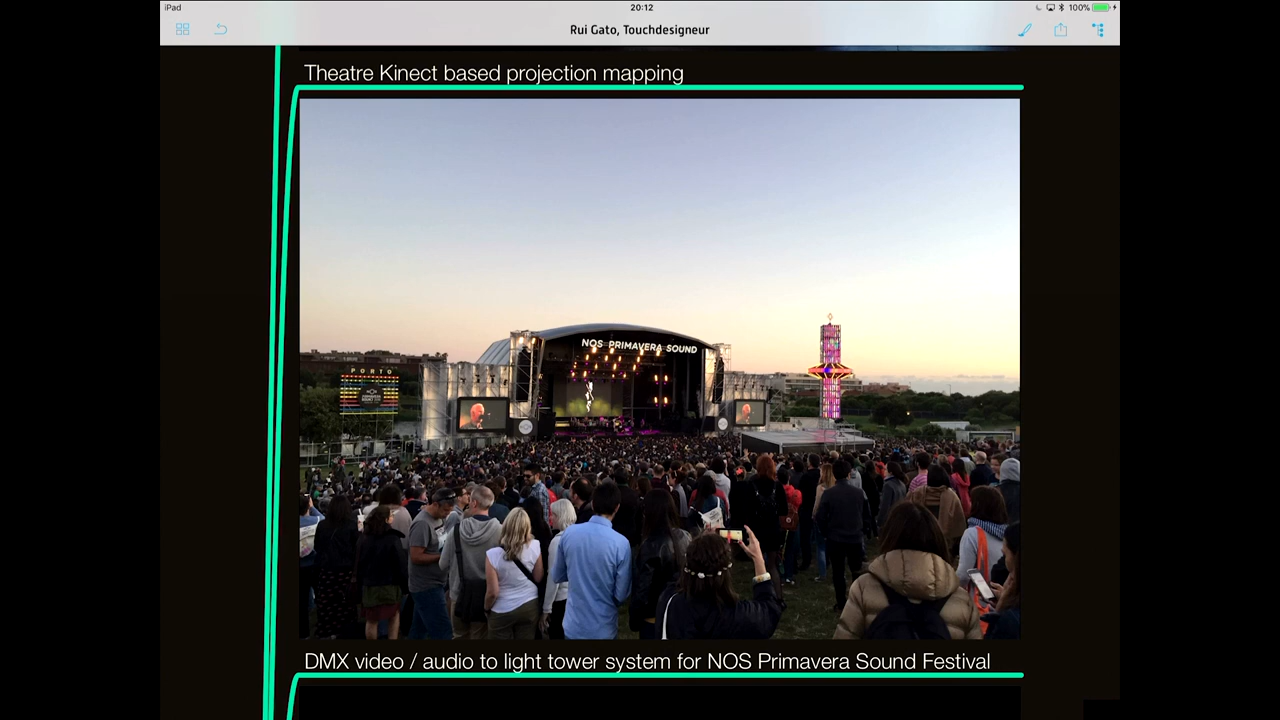 iPad
20:12
100%
Rui Gato, Touchdesigneur
Theatre Kinect based projection mapping
NOS PRIMAVERA SOUND
PORTO
DMX video / audio to light tower system for NOS Primavera Sound Festival